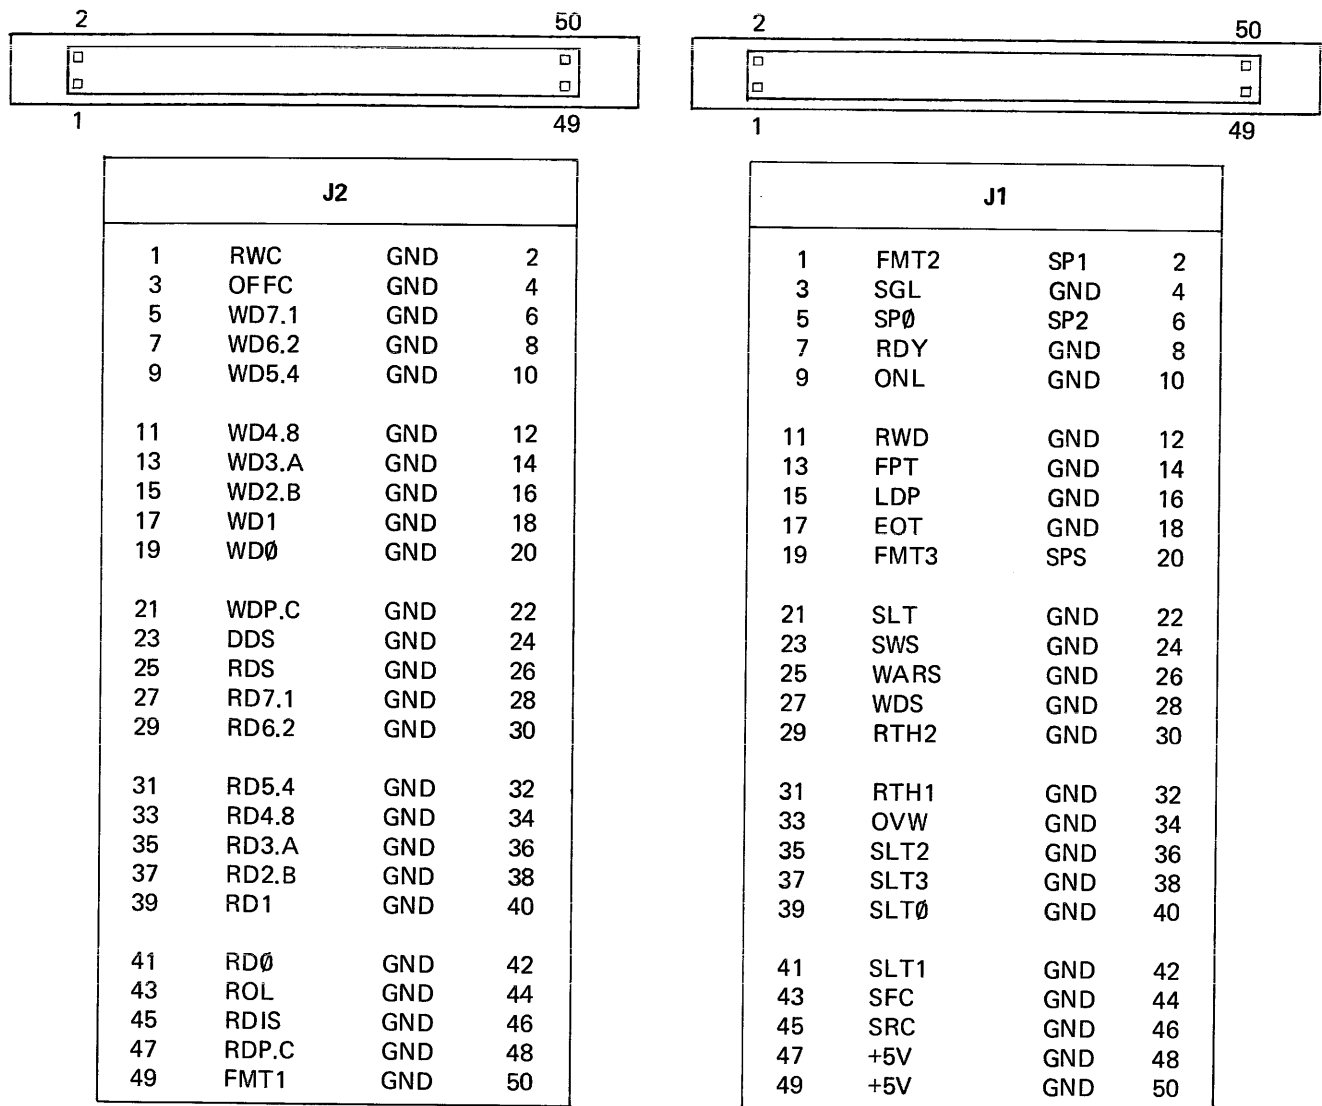 2 50
1 49
J2
1 RWC GND 2
3 OFFC GND 4
5 WD7.1 GND 6
7 WD6.2 GND 8
9 WD5.4 GND 10
11 WD4.8 GND 12
13 WD3.A GND 14
15 WD2.B GND 16
17 WD1 GND 18
19 WDØ GND 20
21 WDP.C GND 22
23 DDS GND 24
25 RDS GND 26
27 RD7.1 GND 28
29 RD6.2 GND 30
31 RD5.4 GND 32
33 RD4.8 GND 34
35 RD3.A GND 36
37 RD2.B GND 38
39 RD1 GND 40
41 RDØ GND 42
43 ROL GND 44
45 RDIS GND 46
47 RDP.C GND 48
49 FMT1 GND 50
2 50
1 49
J1
1 FMT2 SP1 2
3 SGL GND 4
5 SPØ SP2 6
7 RDY GND 8
9 ONL GND 10
11 RWD GND 12
13 FPT GND 14
15 LDP GND 16
17 EOT GND 18
19 FMT3 SPS 20
21 SLT GND 22
23 SWS GND 24
25 WARS GND 26
27 WDS GND 28
29 RTH2 GND 30
31 RTH1 GND 32
33 OVW GND 34
35 SLT2 GND 36
37 SLT3 GND 38
39 SLTØ GND 40
41 SLT1 GND 42
43 SFC GND 44
45 SRC GND 46
47 +5V GND 48
49 +5V GND 50